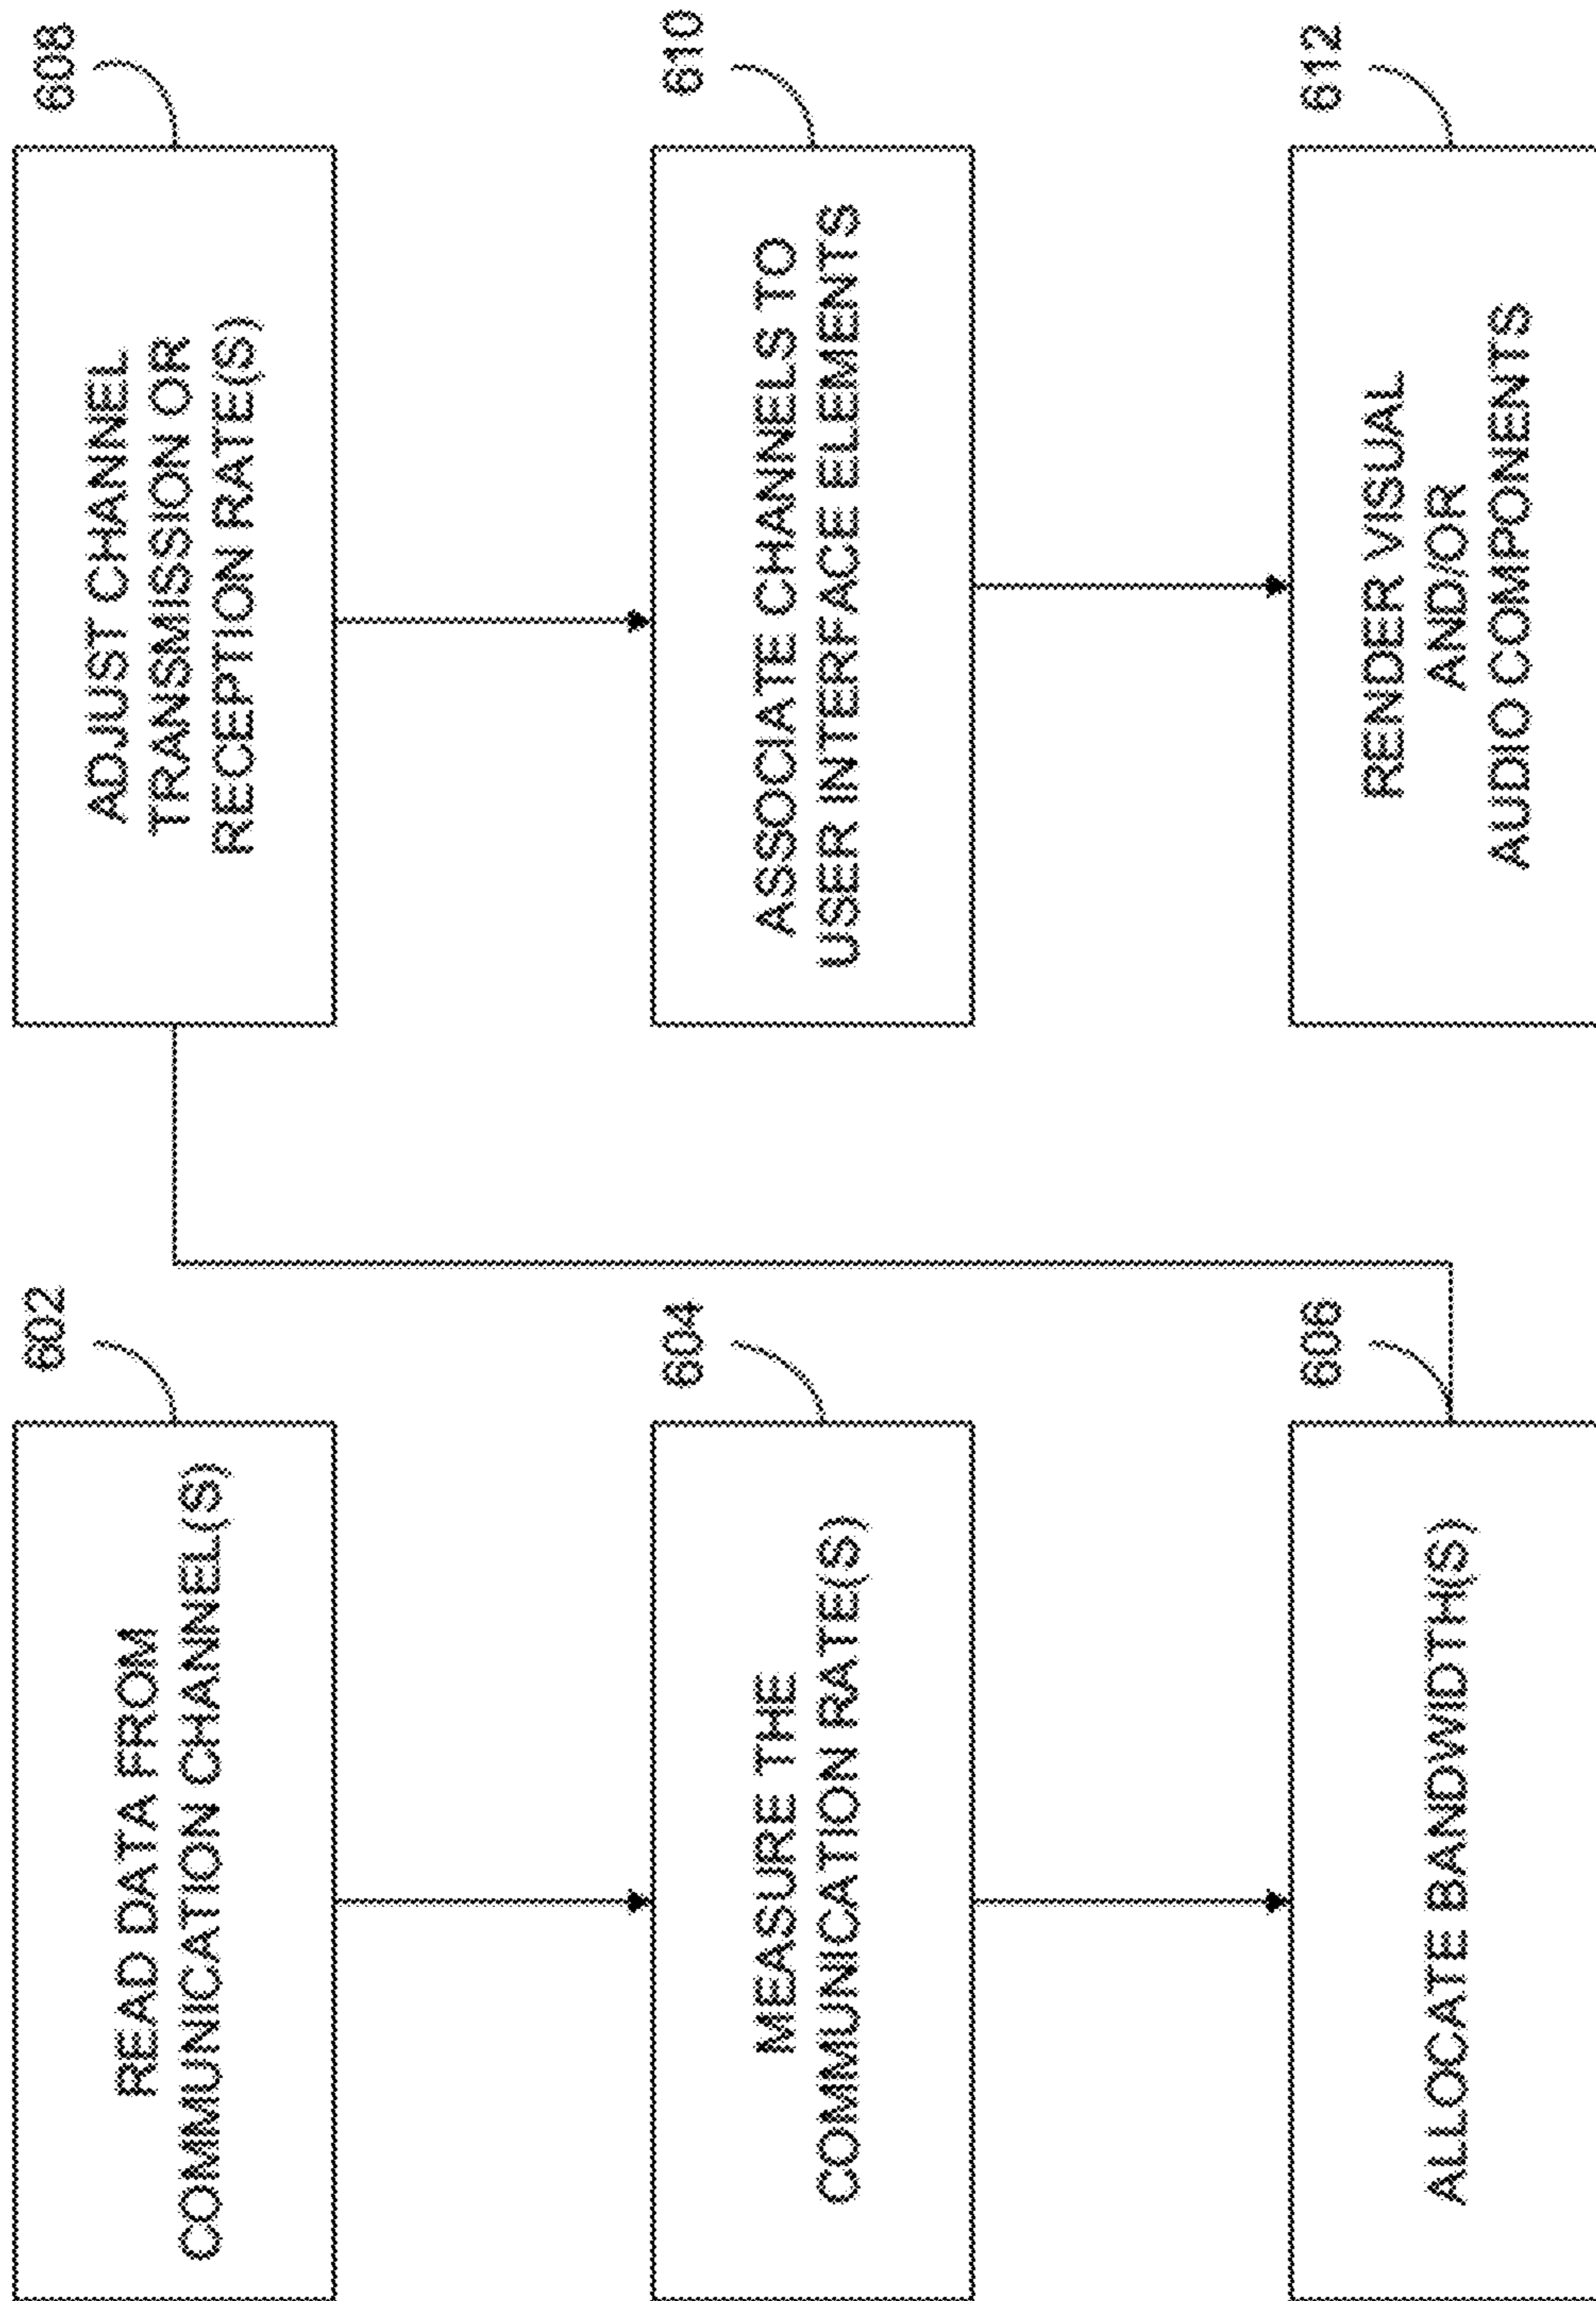 602
READ DATA FROM
COMMUNICATION CHANNEL(S)
604
MEASURE THE
COMMUNICATION RATE(S)
606
ALLOCATE BANDWIDTH(S)
608
ADJUST CHANNEL
TRANSMISSION OR
RECEPTION RATE(S)
610
ASSOCIATE CHANNELS TO
USER INTERFACE ELEMENTS
612
RENDER VISUAL
AND/OR
AUDIO COMPONENTS